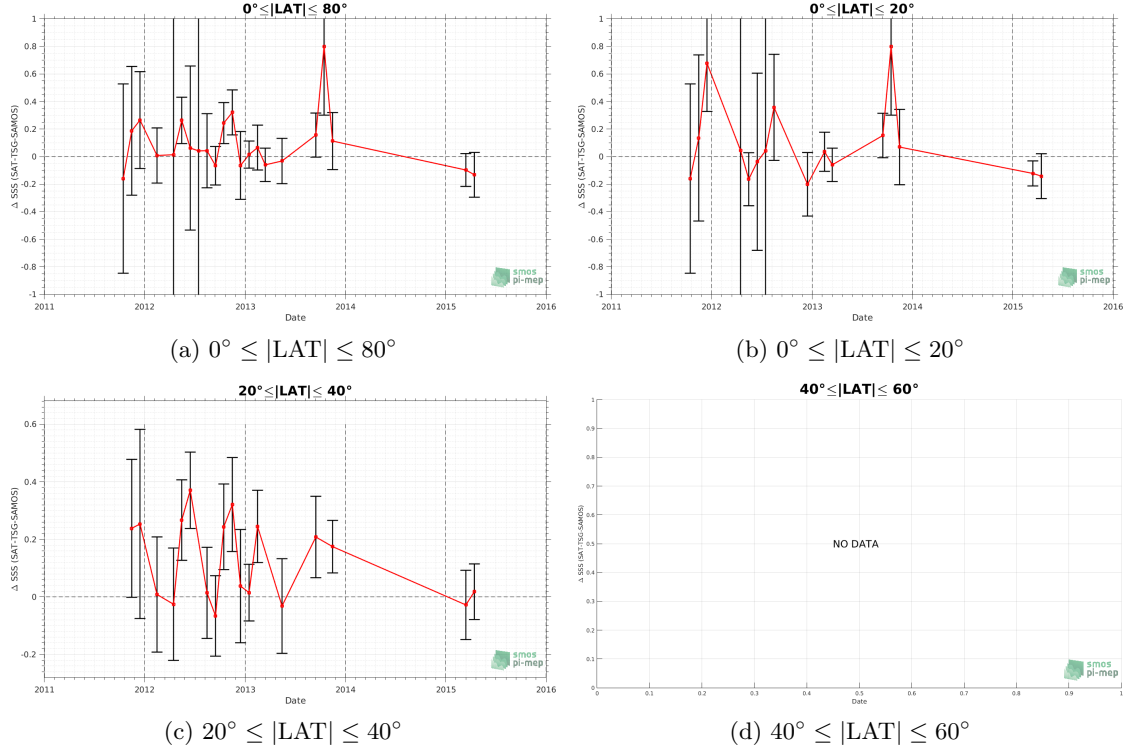 0°≤|LAT|≤ 80°
1
0.8
0.6
0.4
0.2
0
-0.2
-0.4
-0.6
-0.8
-1
Δ SSS (SAT-TSG-SAMOS)
2011 2012 2013 2014 2015 2016
Date
smos
pi-mep
(a) 0° ≤ |LAT| ≤ 80°
0°≤|LAT|≤ 20°
1
0.8
0.6
0.4
0.2
0
-0.2
-0.4
-0.6
-0.8
-1
Δ SSS (SAT-TSG-SAMOS)
2011 2012 2013 2014 2015 2016
Date
smos
pi-mep
(b) 0° ≤ |LAT| ≤ 20°
20°≤|LAT|≤ 40°
0.6
0.4
0.2
0
-0.2
Δ SSS (SAT-TSG-SAMOS)
2011 2012 2013 2014 2015 2016
Date
smos
pi-mep
(c) 20° ≤ |LAT| ≤ 40°
40°≤|LAT|≤ 60°
1
0.9
0.8
0.7
0.6
0.5
0.4
0.3
0.2
0.1
0
Δ SSS (SAT-TSG-SAMOS)
NO DATA
0 0.1 0.2 0.3 0.4 0.5 0.6 0.7 0.8 0.9 1
Date
smos
pi-mep
(d) 40° ≤ |LAT| ≤ 60°